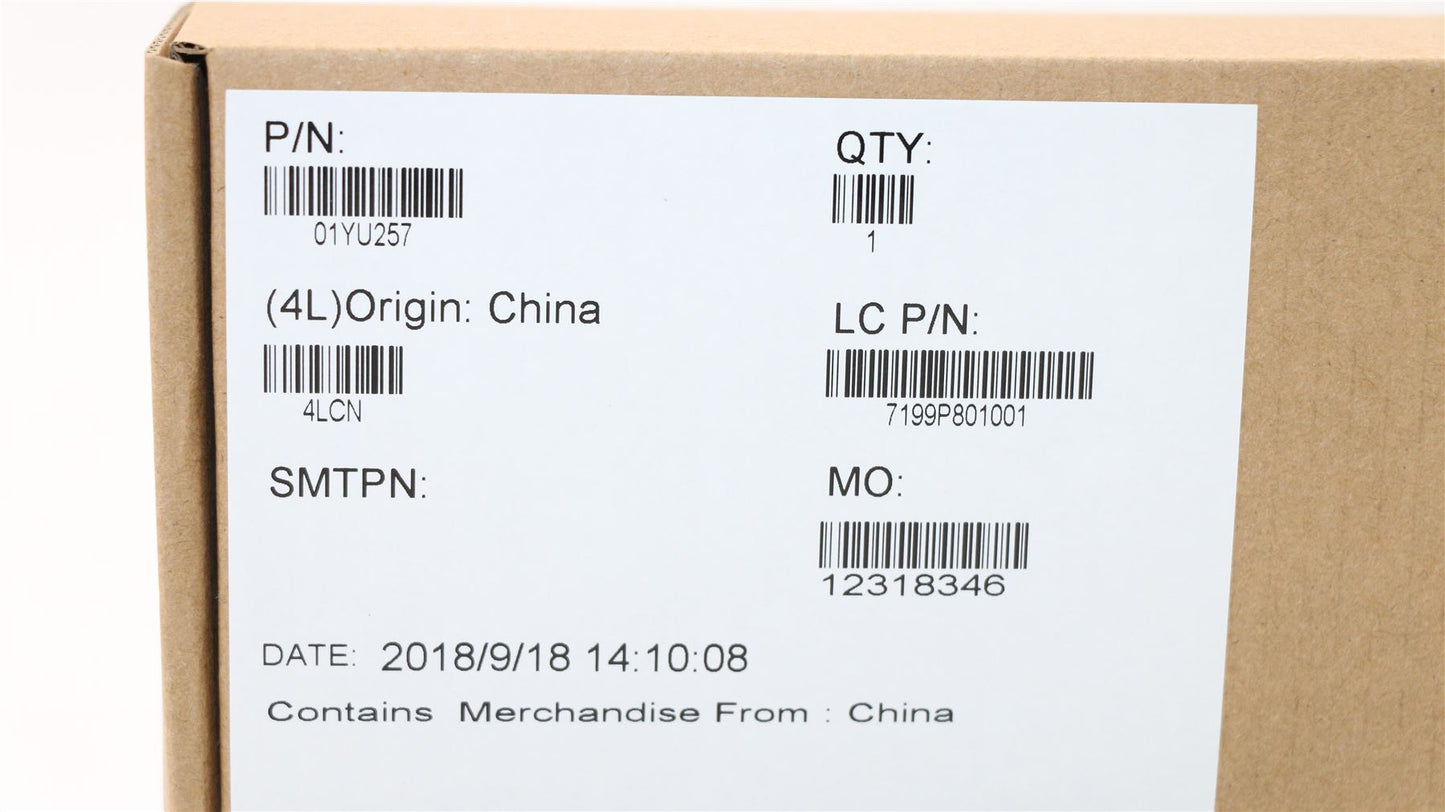 P/N:
01YU257
QTY:
1
(4L)Origin: China
4LCN
LC P/N:
7199P801001
SMTPN:
MO:
12318346
DATE: 2018/9/18 14:10:08
Contains Merchandise From : China